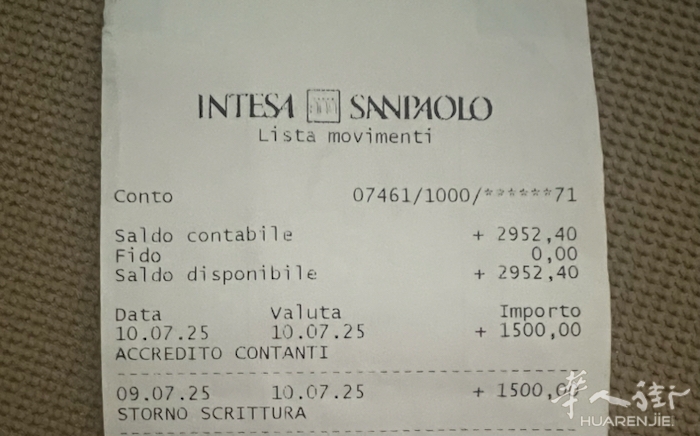 INTESA SANPAOLO
Lista movimenti
Conto 07461/1000/******71
Saldo contabile + 2952,40
Fido 0,00
Saldo disponibile + 2952,40
Data Valuta Importo
10.07.25 10.07.25 + 1500,00
ACCREDITO CONTANTI
09.07.25 10.07.25 + 1500,00
STORNO SCRITTURA
华人街
HUARENJIE